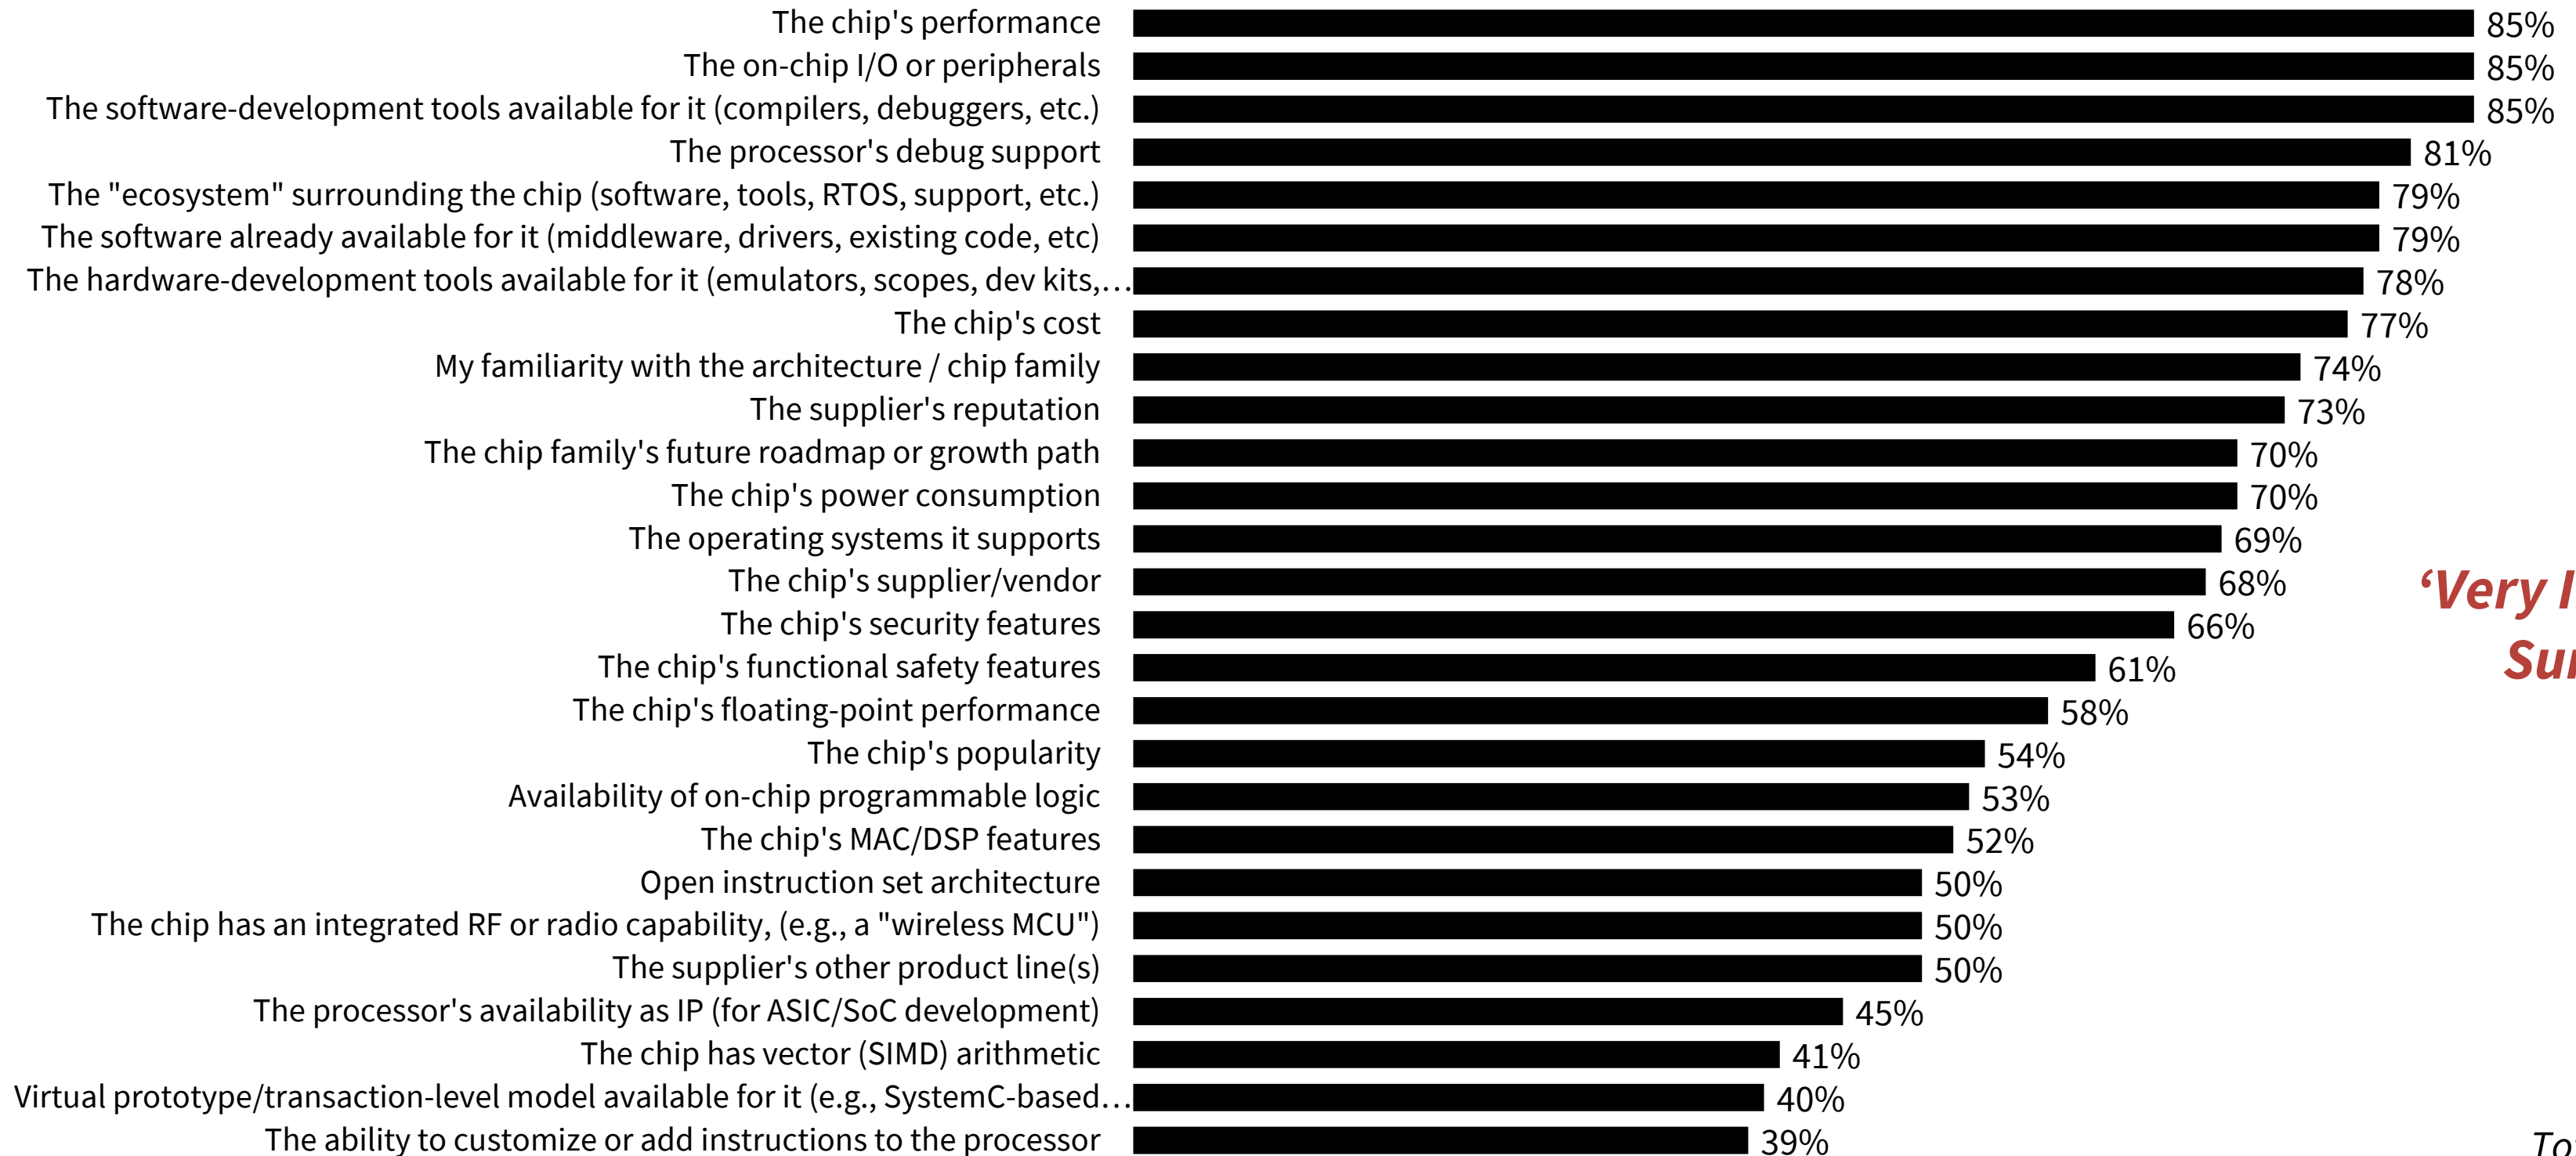 The chip's performance 85%
The on-chip I/O or peripherals 85%
The software-development tools available for it (compilers, debuggers, etc.) 85%
The processor's debug support 81%
The "ecosystem" surrounding the chip (software, tools, RTOS, support, etc.) 79%
The software already available for it (middleware, drivers, existing code, etc) 79%
The hardware-development tools available for it (emulators, scopes, dev kits,… 78%
The chip's cost 77%
My familiarity with the architecture / chip family 74%
The supplier's reputation 73%
The chip family's future roadmap or growth path 70%
The chip's power consumption 70%
The operating systems it supports 69%
The chip's supplier/vendor 68%
‘Very
The chip's security features 66%
The chip's functional safety features 61%
The chip's floating-point performance 58%
The chip's popularity 54%
Availability of on-chip programmable logic 53%
The chip's MAC/DSP features 52%
Open instruction set architecture 50%
The chip has an integrated RF or radio capability, (e.g., a "wireless MCU") 50%
The supplier's other product line(s) 50%
The processor's availability as IP (for ASIC/SoC development) 45%
The chip has vector (SIMD) arithmetic 41%
Virtual prototype/transaction-level model available for it (e.g., SystemC-based… 40%
The ability to customize or add instructions to the processor 39%